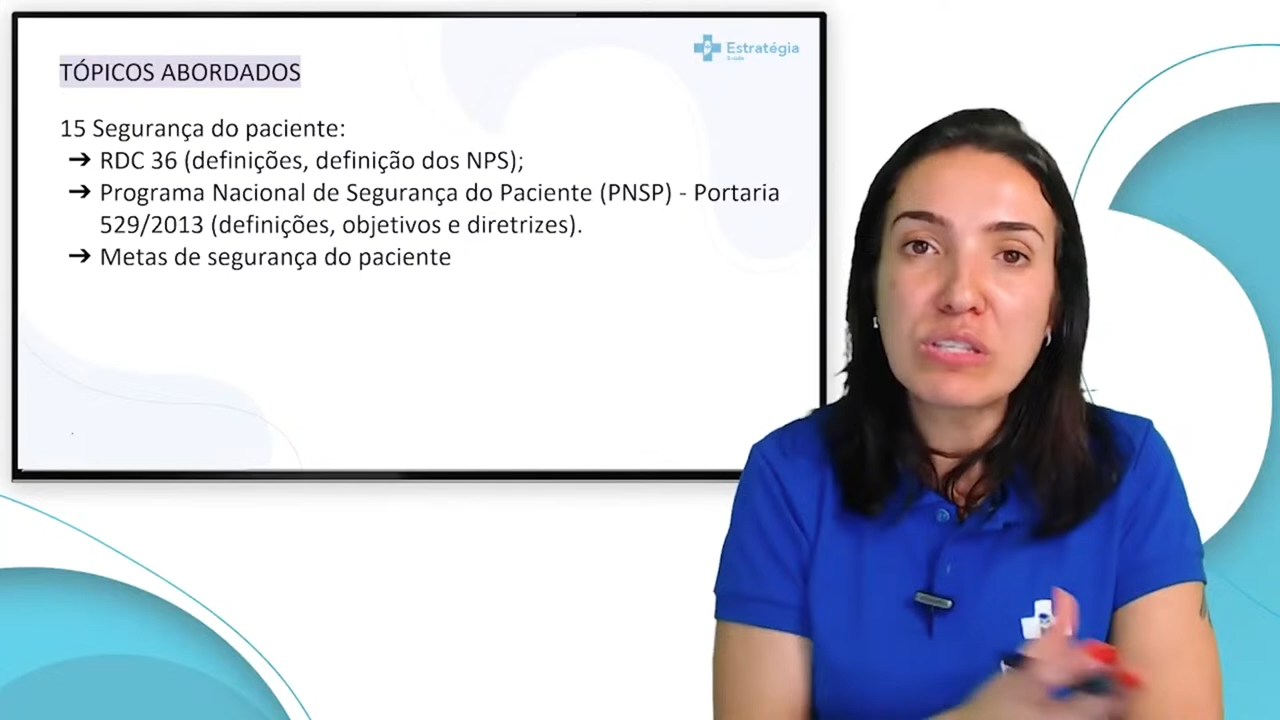 Estratégia
Saúde
TÓPICOS ABORDADOS
15 Segurança do paciente:
➔ RDC 36 (definições, definição dos NPS);
➔ Programa Nacional de Segurança do Paciente (PNSP) - Portaria
529/2013 (definições, objetivos e diretrizes).
➔ Metas de segurança do paciente